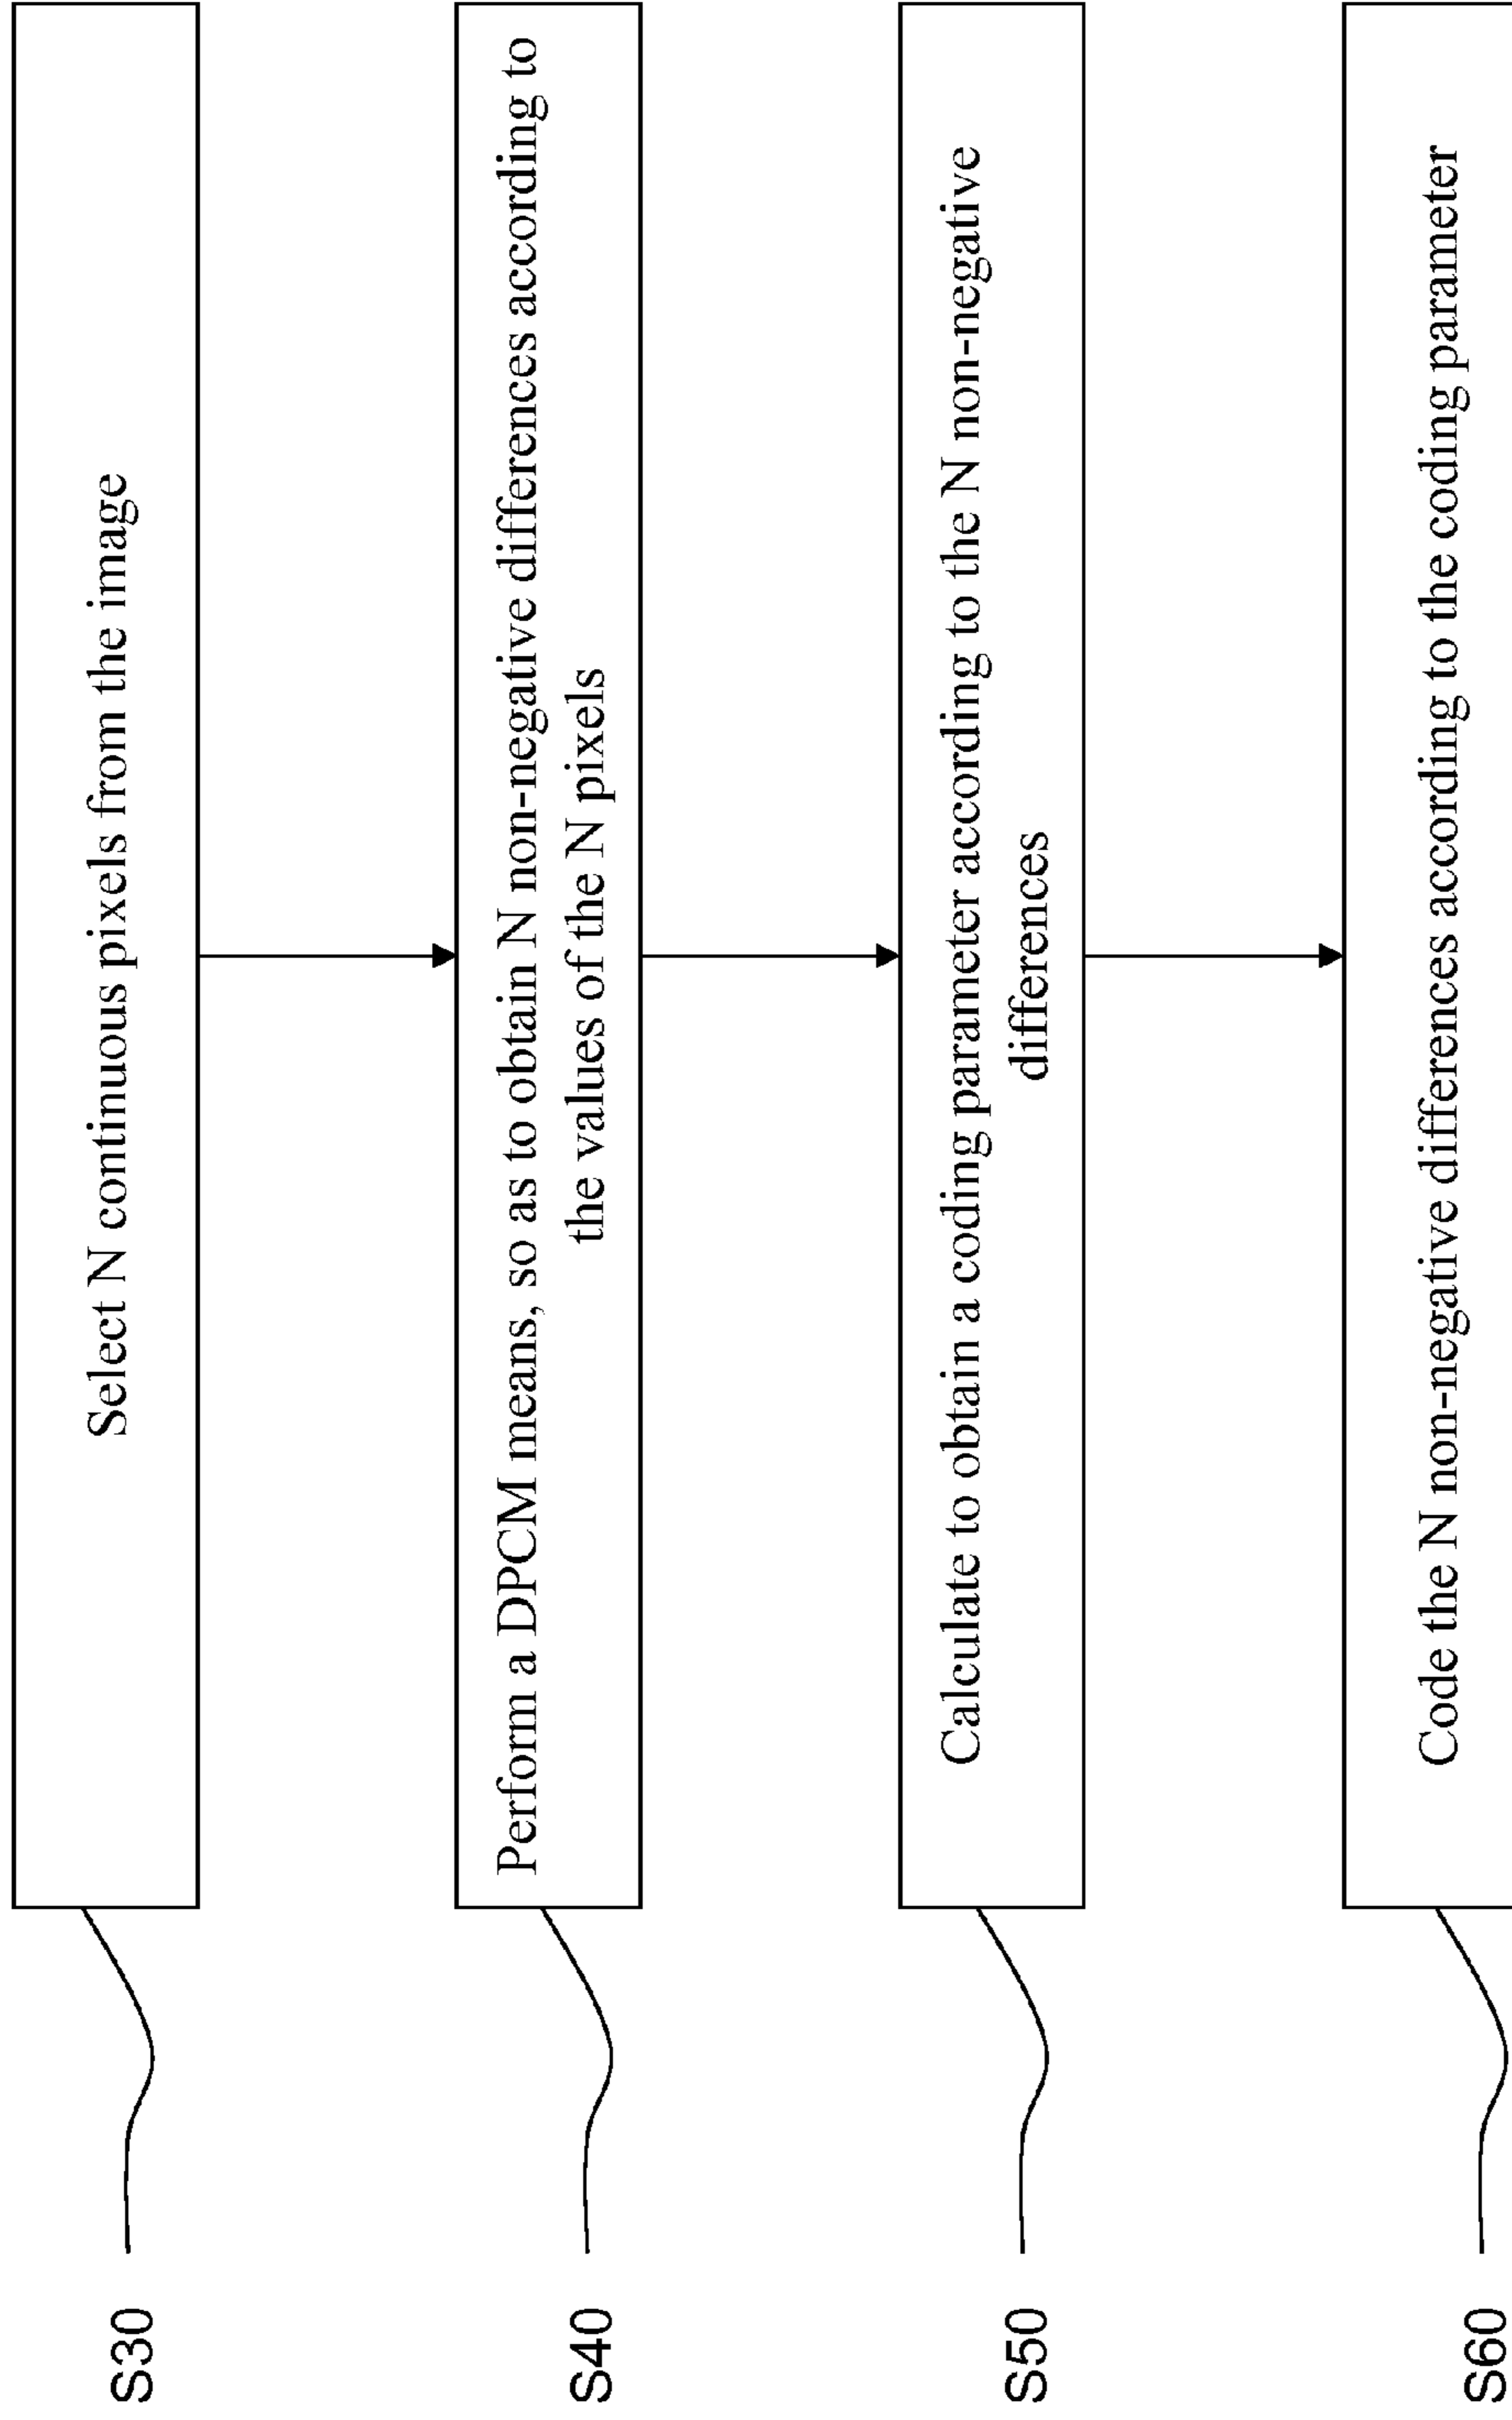 S30
Select N continuous pixels from the image
S40
Perform a DPCM means, so as to obtain N non-negative differences according to
the values of the N pixels
S50
Calculate to obtain a coding parameter according to the N non-negative
differences
S60
Code the N non-negative differences according to the coding parameter